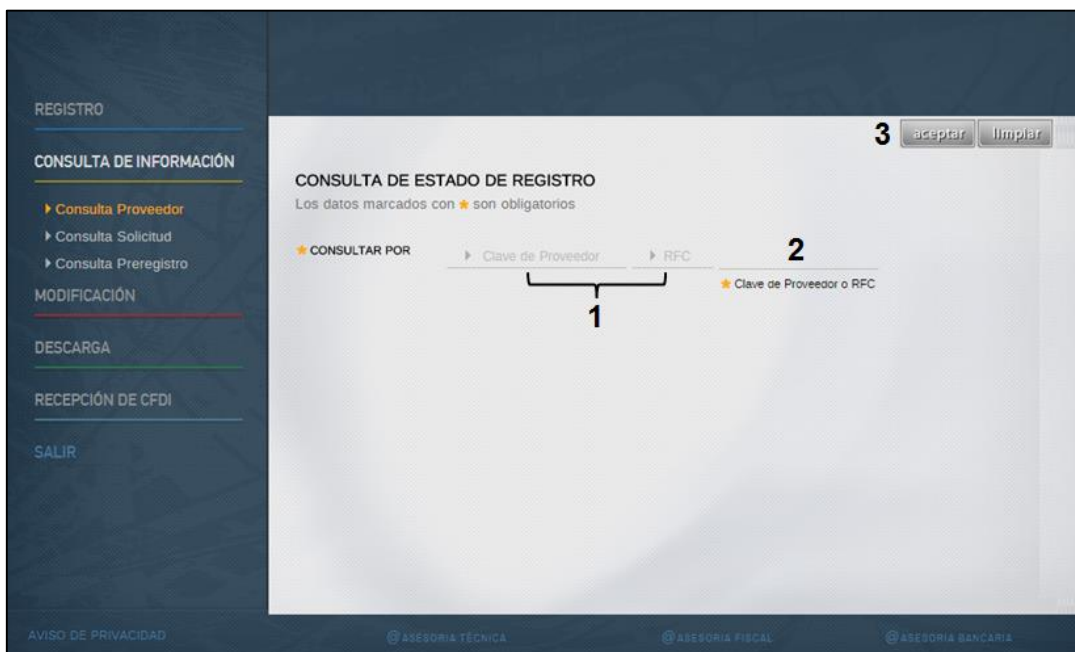 REGISTRO
CONSULTA DE INFORMACIÓN
Consulta Proveedor
Consulta Solicitud
Consulta Preregistro
MODIFICACIÓN
DESCARGA
RECEPCIÓN DE CFDI
SALIR
3 aceptar limpiar
CONSULTA DE ESTADO DE REGISTRO
Los datos marcados con ★ son obligatorios
★ CONSULTAR POR Clave de Proveedor RFC 2
★ Clave de Proveedor o RFC
1
AVISO DE PRIVACIDAD @ASESORIA TÉCNICA @ASESORIA FISCAL @ASESORIA BANCARIA